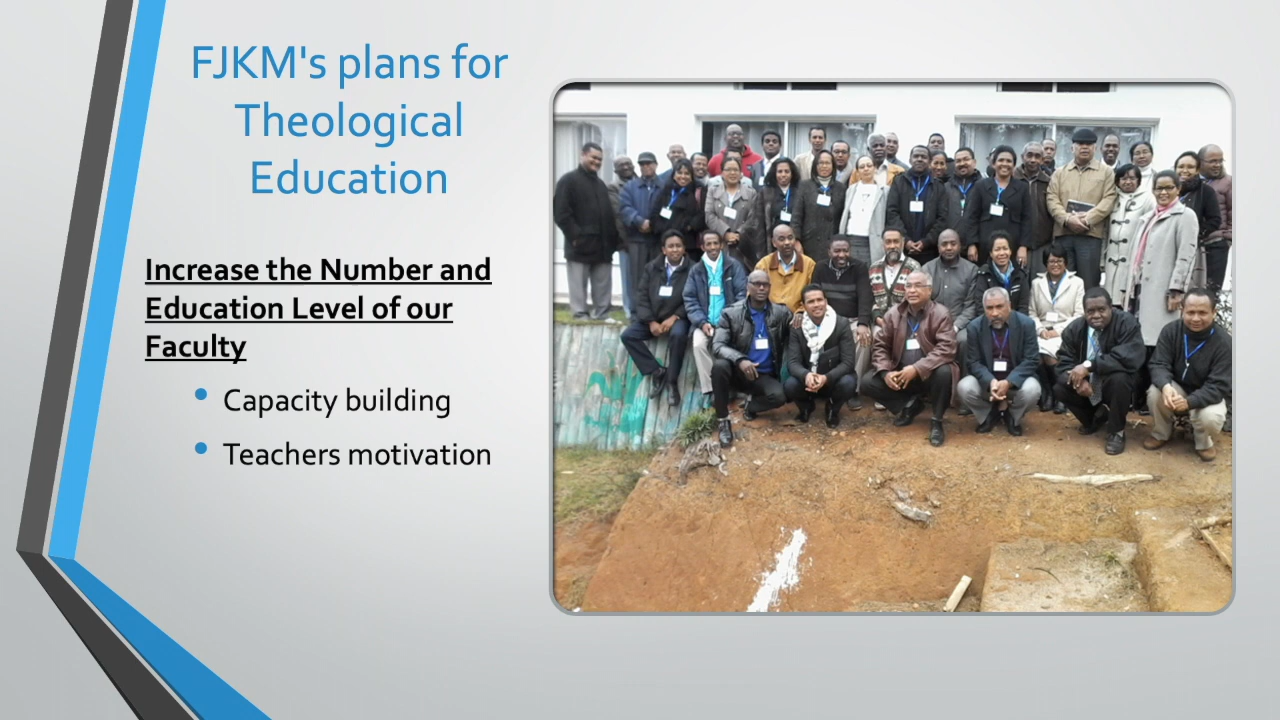 FJKM's plans for
Theological
Education
Increase the Number and
Education Level of our
Faculty
• Capacity building
• Teachers motivation